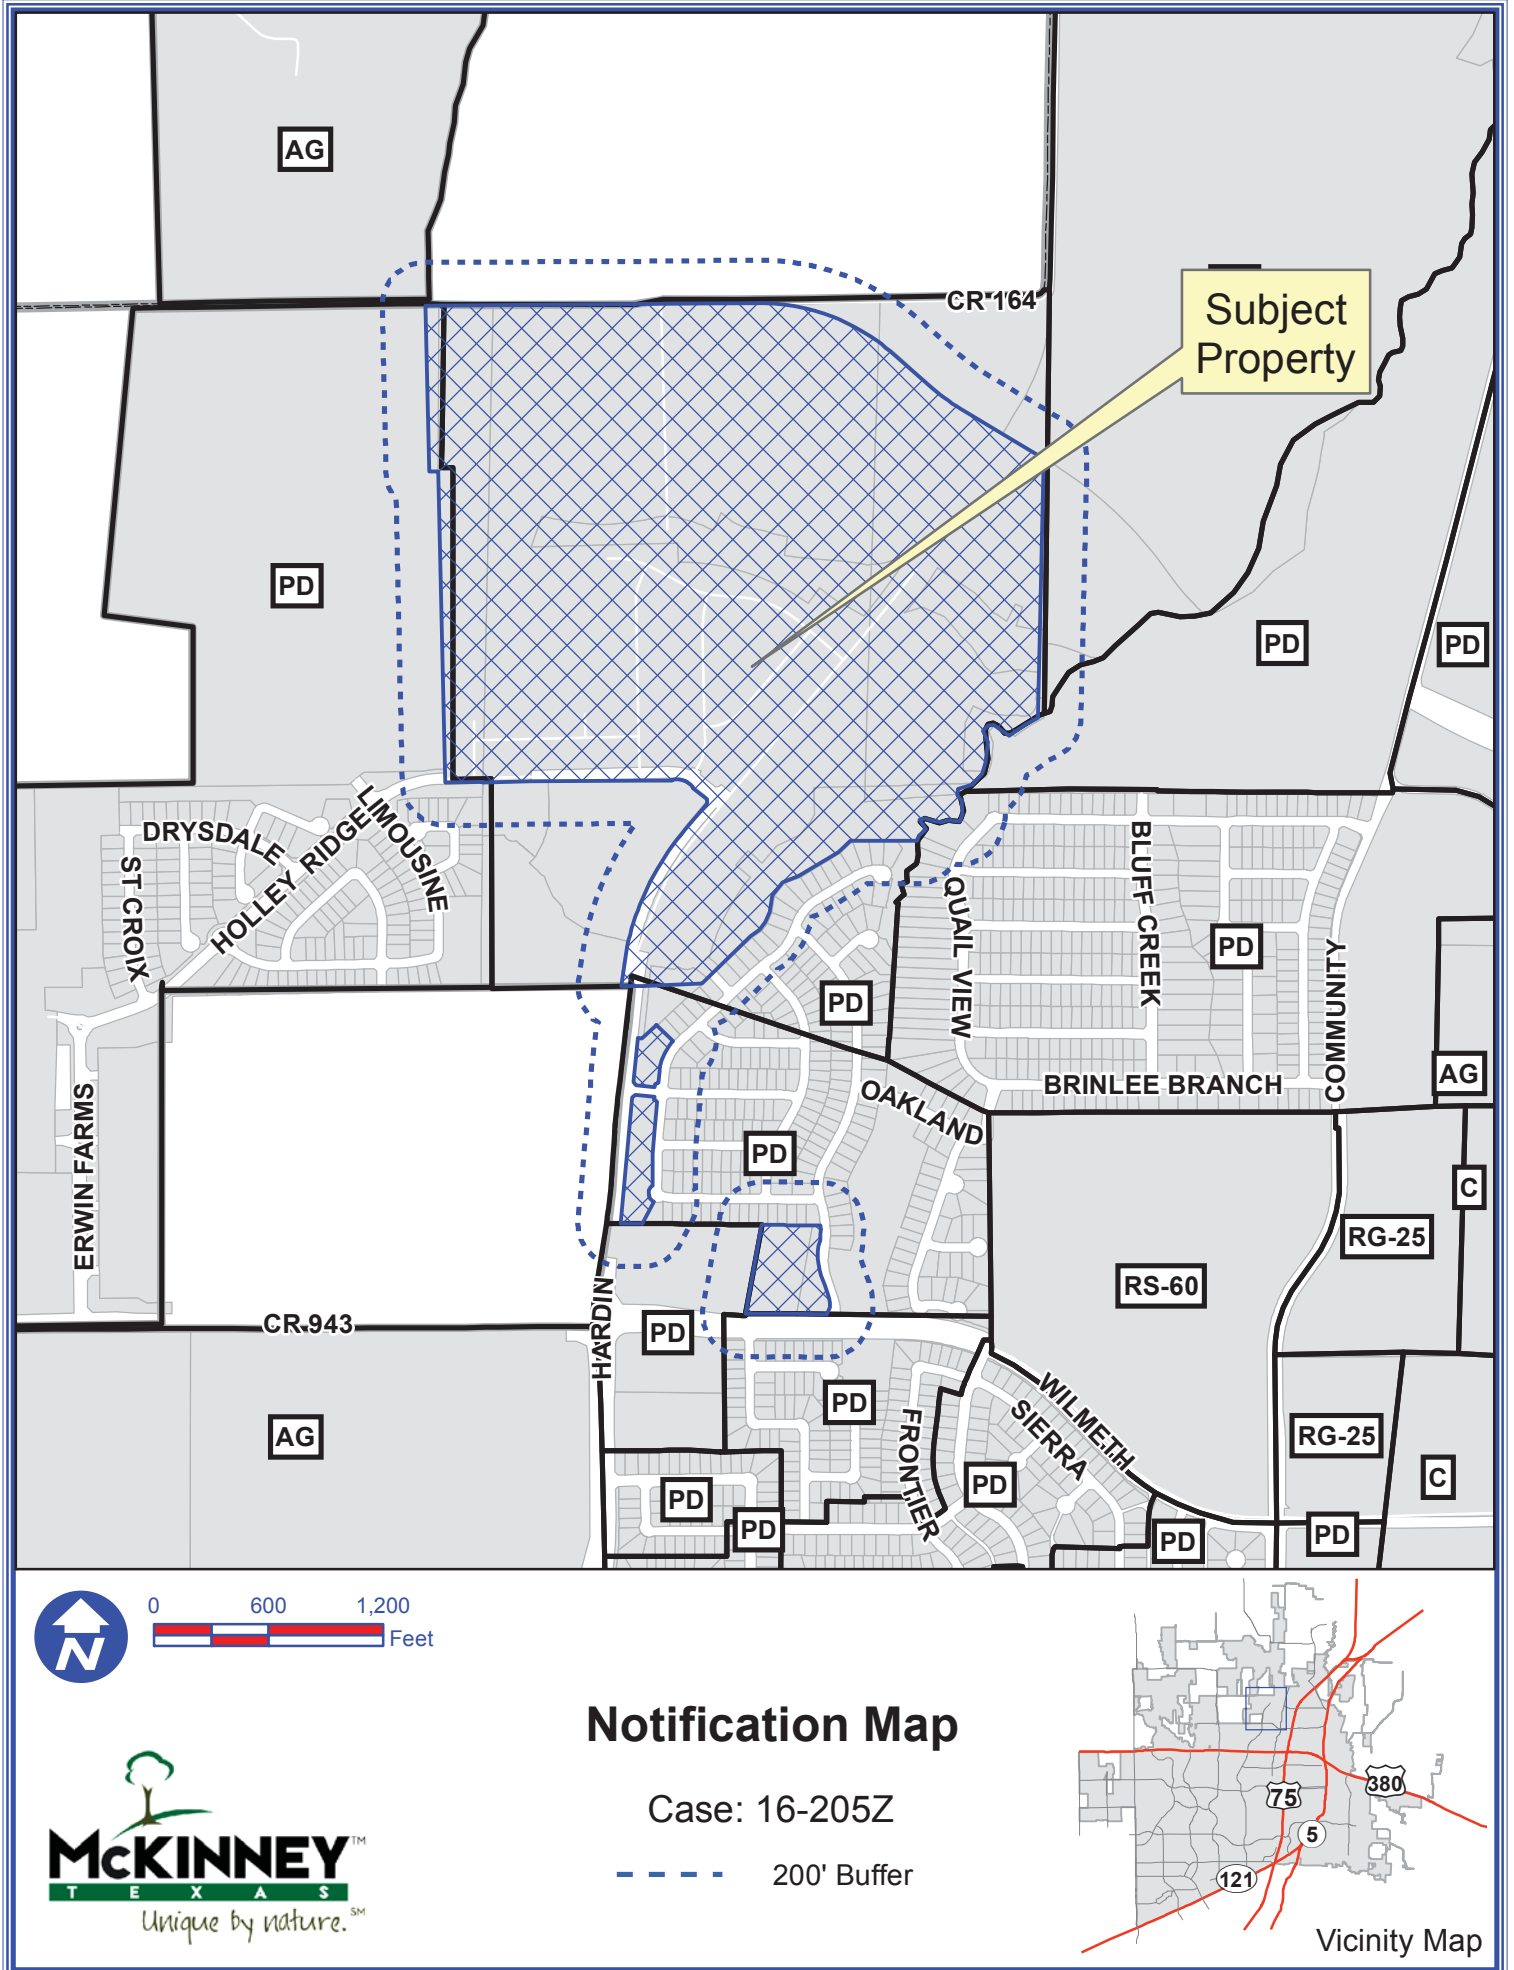 AG
CR 164
Subject
Property
PD
PD
PD
LIMOUSINE
DRYSDALE
HOLLEY RIDGE
ST CROIX
QUAIL VIEW
BLUFF CREEK
PD
COMMUNITY
PD
AG
BRINLEE BRANCH
OAKLAND
ERWIN FARMS
PD
C
RG-25
RS-60
HARDIN
CR 943
PD
WILMETH
SIERRA
FRONTIER
PD
AG
RG-25
C
PD
PD
PD
PD
PD
0 600 1,200
Feet
N
Notification Map
Case: 16-205Z
200' Buffer
McKINNEY™
TEXAS
Unique by nature.℠
75
380
5
121
Vicinity Map